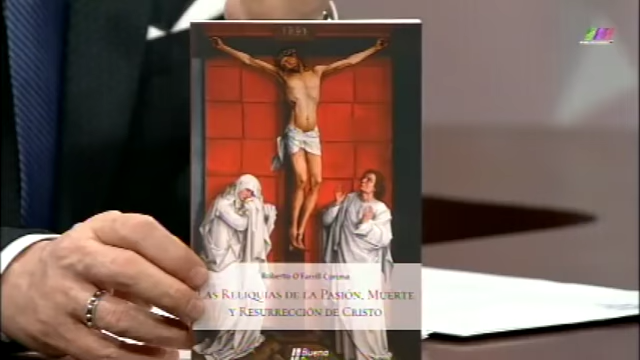 Roberto O'Farrill Corona
LAS RELIQUIAS DE LA PASIÓN, MUERTE
Y RESURRECCIÓN DE CRISTO
Buena